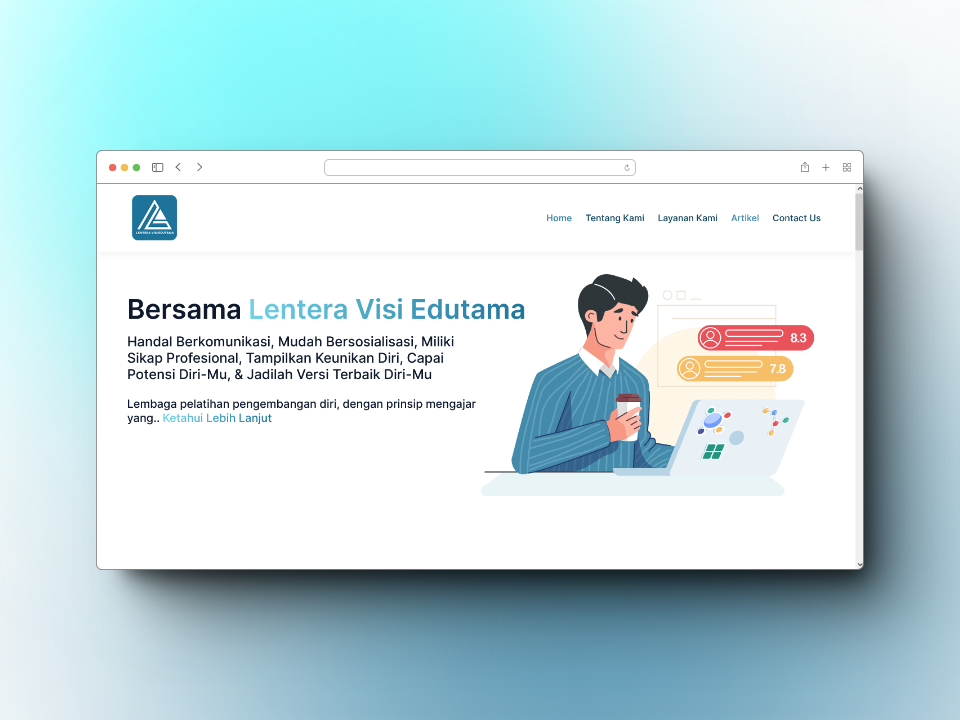 LENTERA VISI EDUTAMA
Home Tentang Kami Layanan Kami Artikel Contact Us
Bersama Lentera Visi Edutama
Handal Berkomunikasi, Mudah Bersosialisasi, Miliki
Sikap Profesional, Tampilkan Keunikan Diri, Capai
Potensi Diri-Mu, & Jadilah Versi Terbaik Diri-Mu
Lembaga pelatihan pengembangan diri, dengan prinsip mengajar
yang.. Ketahui Lebih Lanjut
8.3
7.8